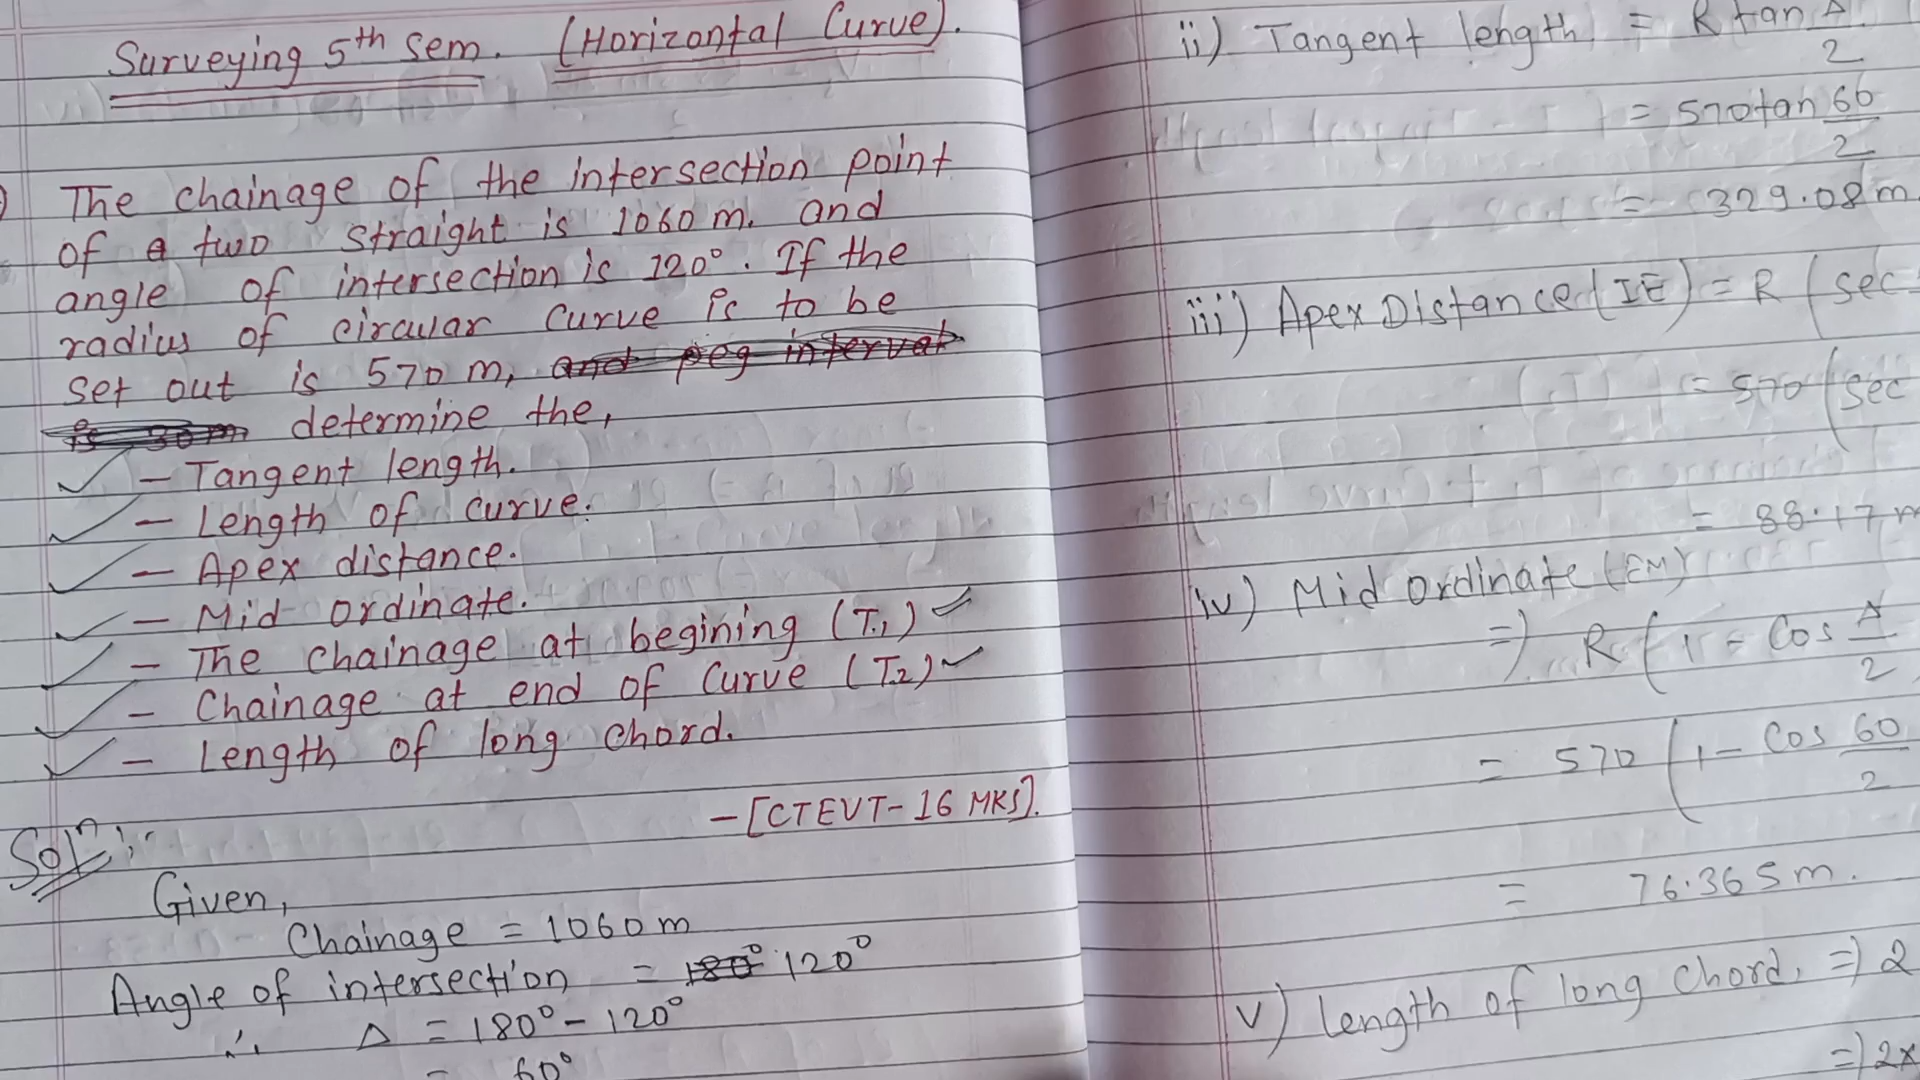 Surveying 5th sem. (Horizontal Curve).
The chainage of the intersection point
of a two straight is 1060 m. and
angle of intersection is 120°. If the
radius of circular curve is to be
set out is 570 m, and peg interval
is 30m determine the,
- Tangent length.
- Length of curve.
- Apex distance.
- Mid ordinate.
- The chainage at begining (T1)
- Chainage at end of curve (T2)
- Length of long chord.
- [CTEVT - 16 MKS].
Soln:
Given,
Chainage = 1060 m
Angle of intersection = 180° 120°
∴ Δ = 180° - 120°
= 60°
ii) Tangent length = R tan Δ/2
= 570 tan 60/2
= 329.08 m.
iii) Apex Distance (IE) = R (sec
= 570 (sec
= 88.17 m
iv) Mid ordinate (EM)
⇒ R (1 - Cos Δ/2
= 570 (1 - Cos 60/2
= 76.365 m.
v) Length of long chord, ⇒ 2
⇒ 2x